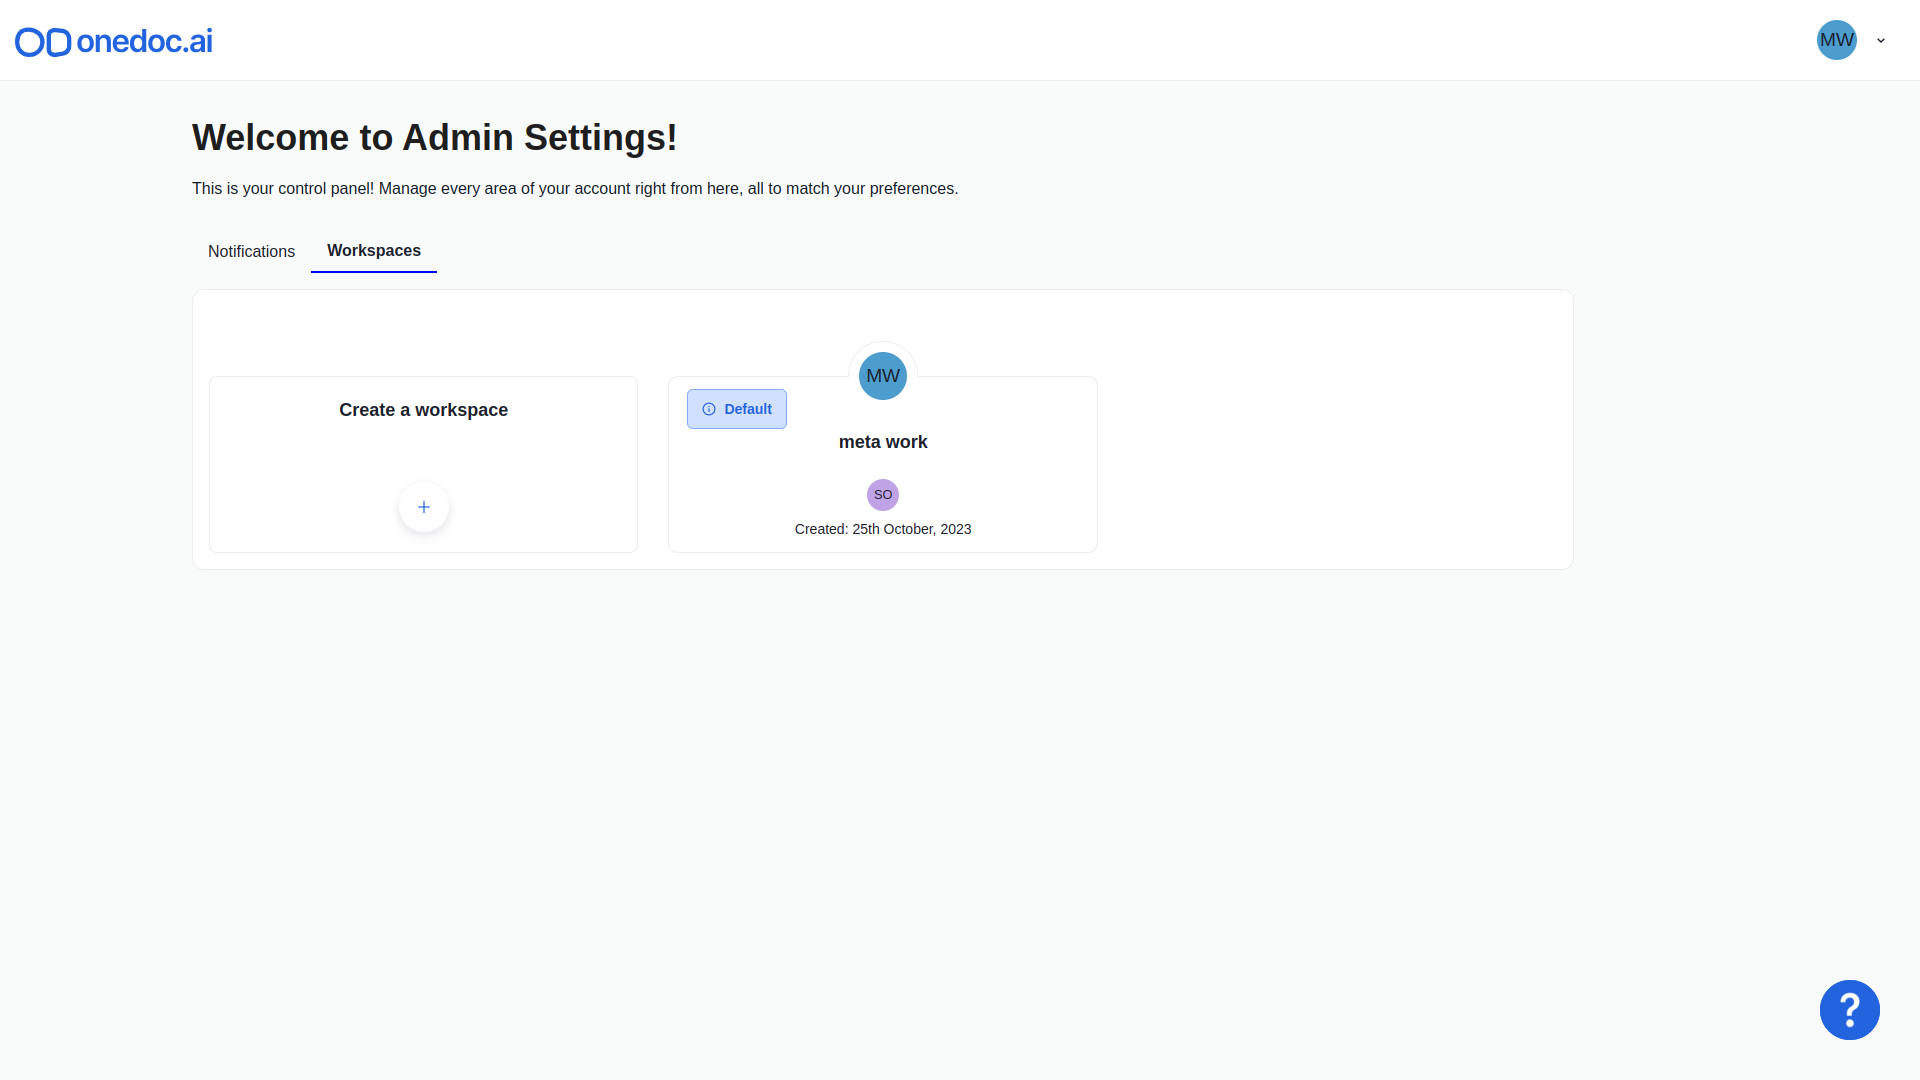 onedoc.ai
MW
Welcome to Admin Settings!
This is your control panel! Manage every area of your account right from here, all to match your preferences.
Notifications
Workspaces
Create a workspace
+
MW
Default
meta work
SO
Created: 25th October, 2023
?